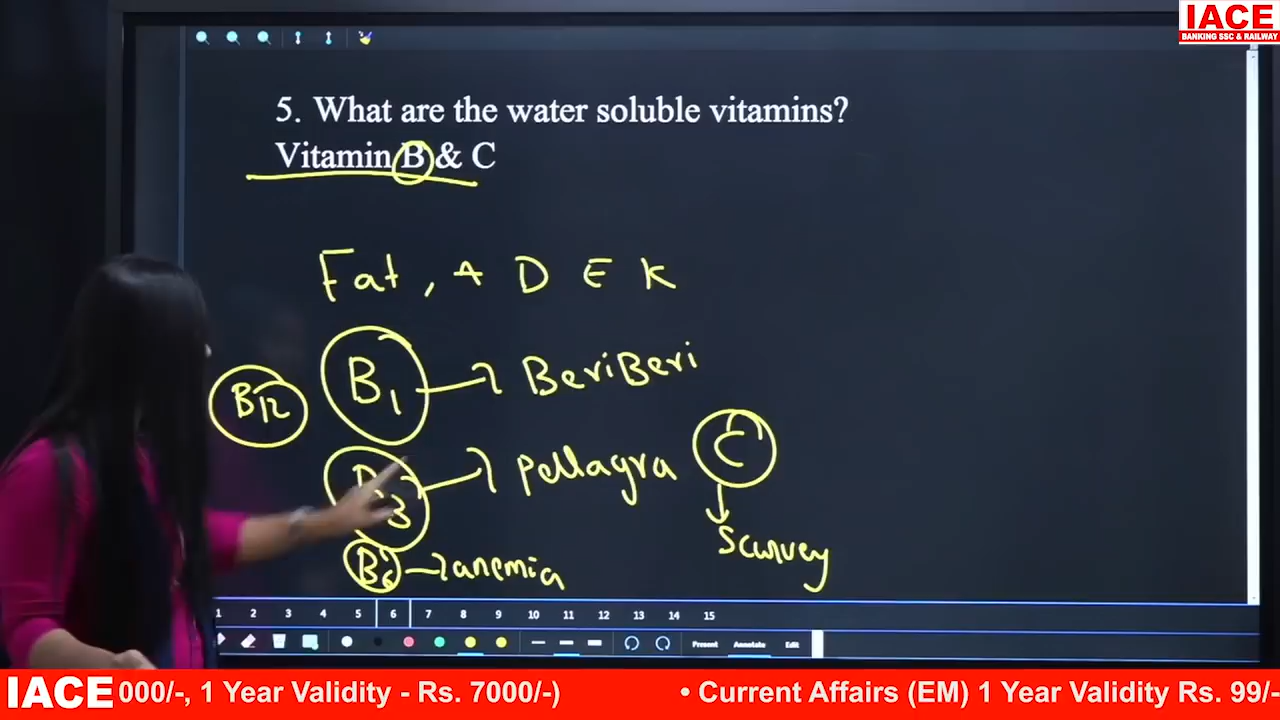 IACE
BANKING SSC & RAILWAY
5. What are the water soluble vitamins?
Vitamin B & C
Fat, A D E K
B1 → BeriBeri
B12
B3 → Pellagra
C
Scurvey
B6 → anemia
1 2 3 4 5 6 7 8 9 10 11 12 13 14 15
Present Annotate Edit
IACE 000/-, 1 Year Validity - Rs. 7000/-) • Current Affairs (EM) 1 Year Validity Rs. 99/-